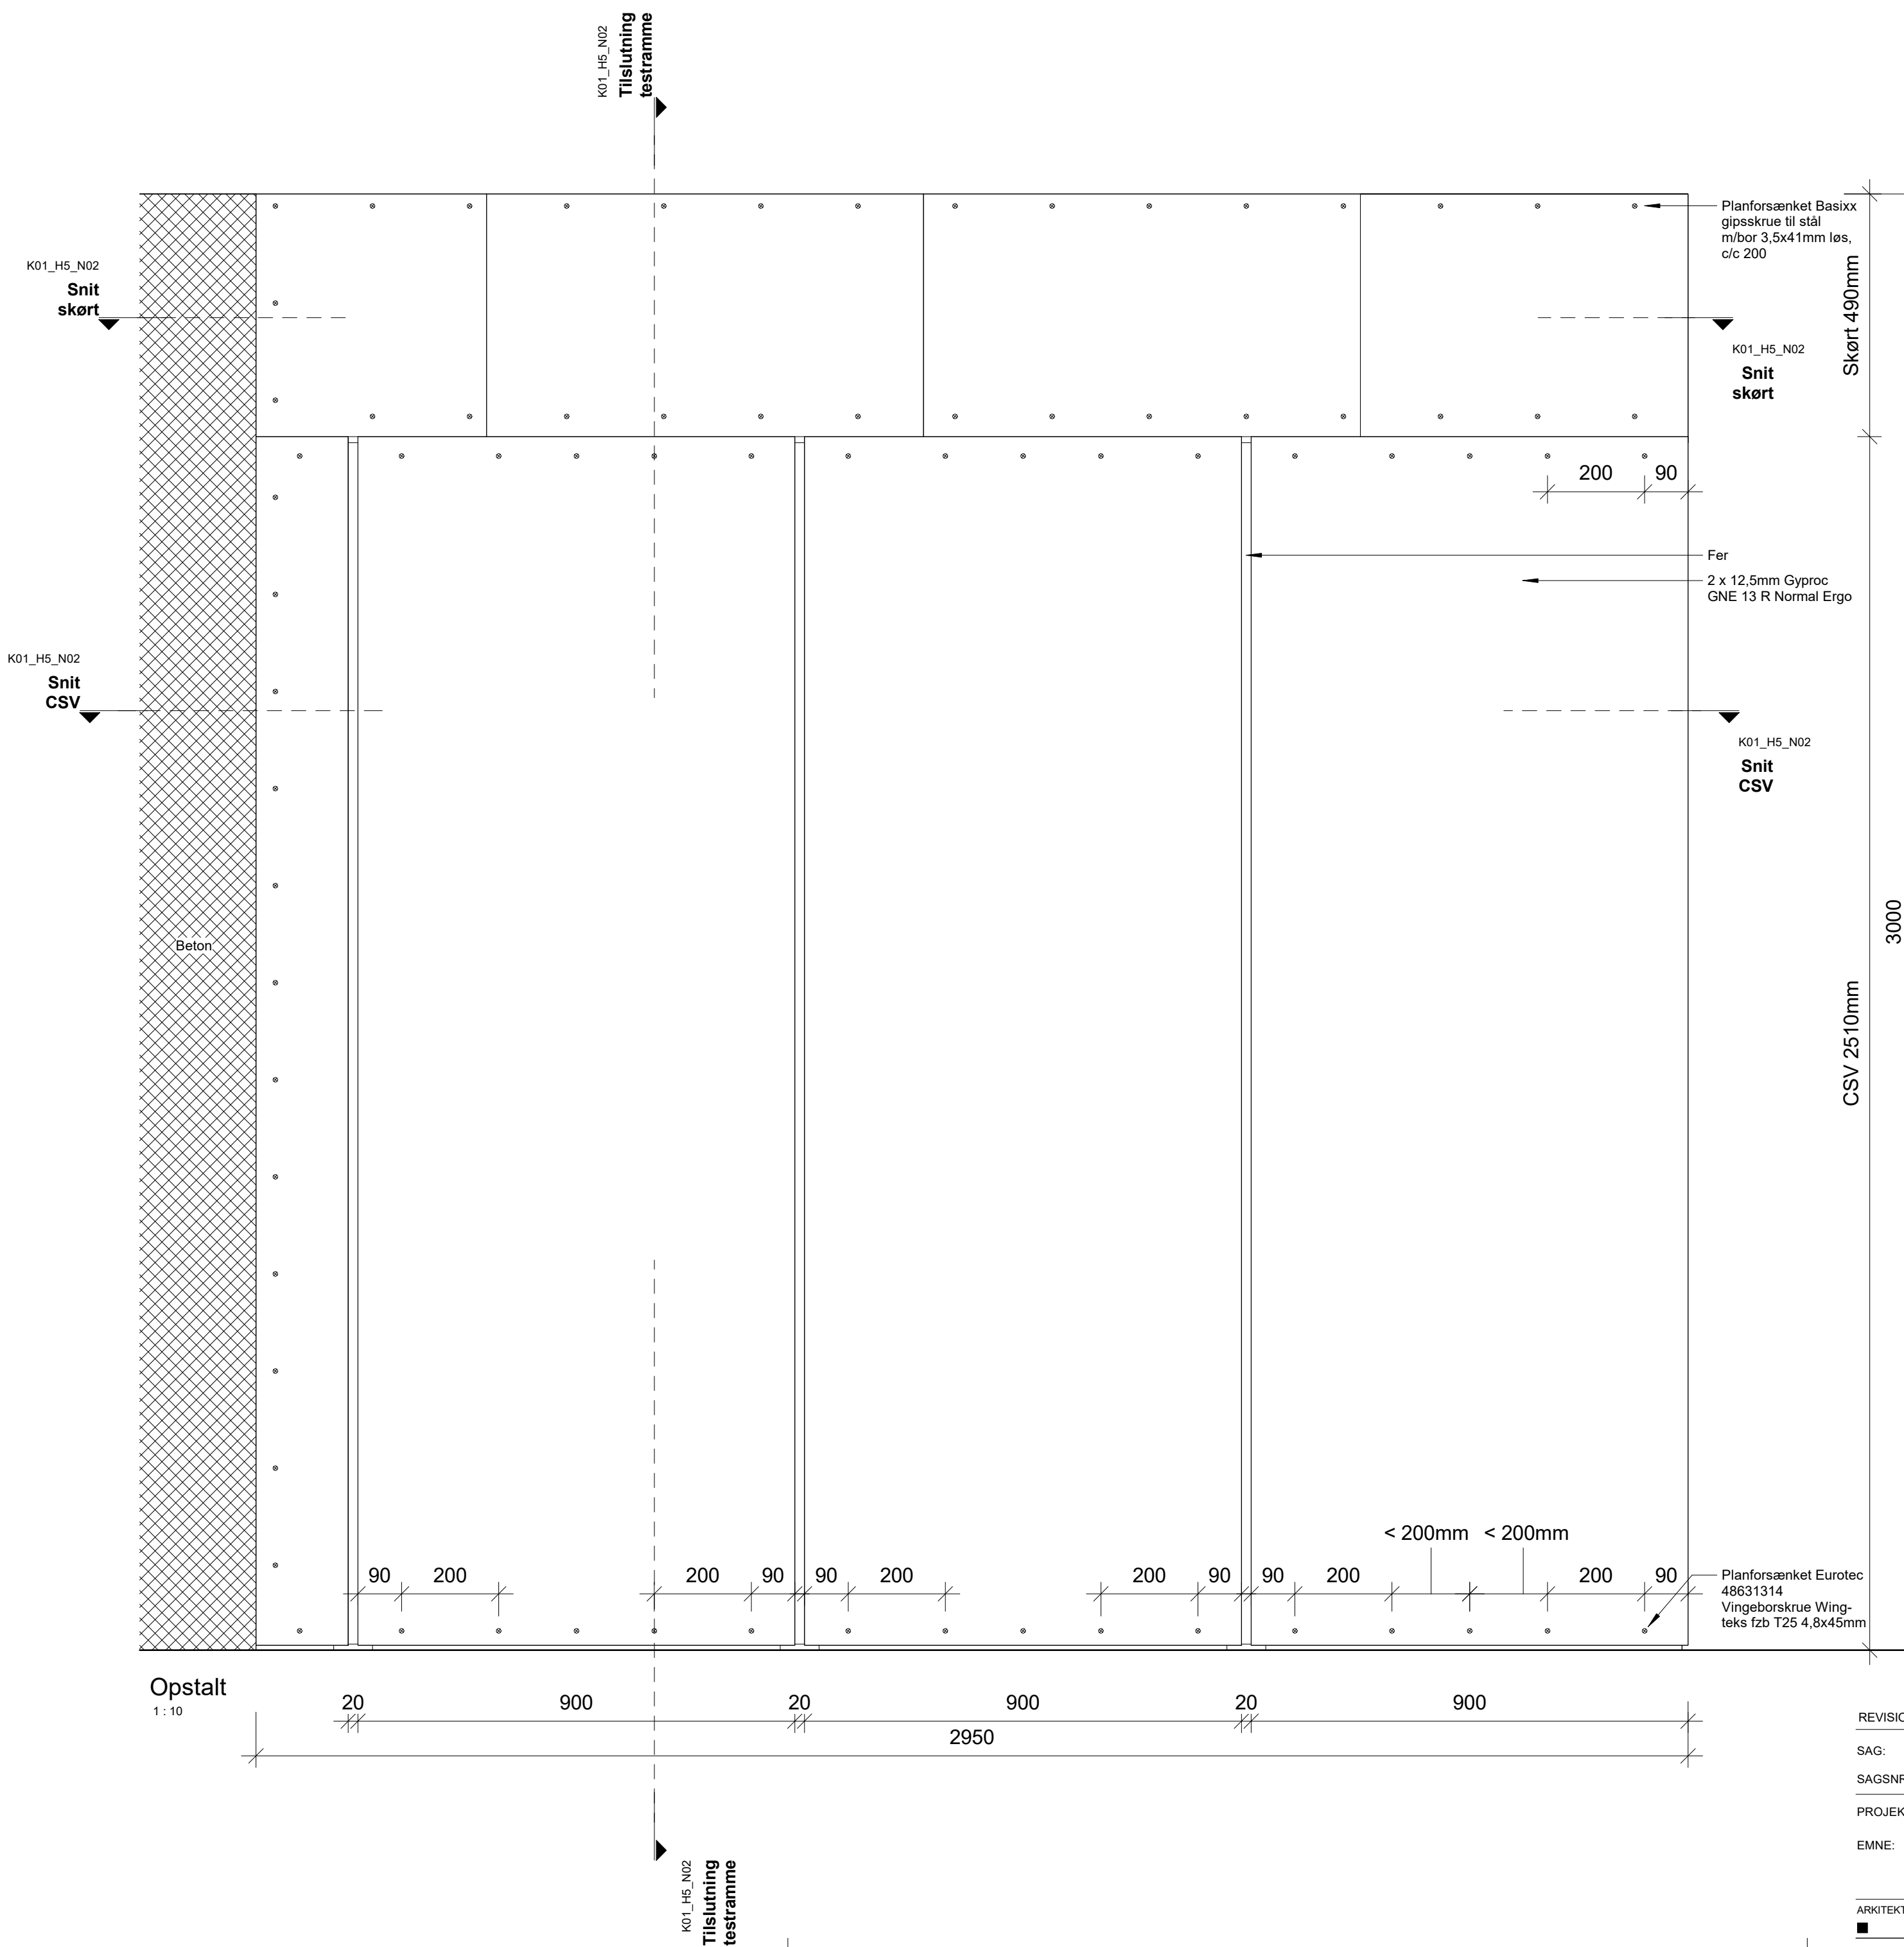 K01_H5_N02
Tilslutning
testramme
Planforsænket Basixx
gipsskrue til stål
m/bor 3,5x41mm løs,
c/c 200
K01_H5_N02
Snit
skørt
K01_H5_N02
Snit
skørt
Skørt 490mm
200 90
Fer
2 x 12,5mm Gyproc
GNE 13 R Normal Ergo
K01_H5_N02
Snit
CSV
K01_H5_N02
Snit
CSV
3000
Beton
CSV 2510mm
< 200mm < 200mm
90 200 200 90 90 200 200 90 90 200 200 90
Planforsænket Eurotec
48631314
Vingeborskrue Wing-
teks fzb T25 4,8x45mm
Opstalt
1 : 10
20 900 20 900 20 900
2950
REVISIO
SAG:
SAGSNR
PROJEK
EMNE:
ARKITEKT
K01_H5_N02
Tilslutning
testramme